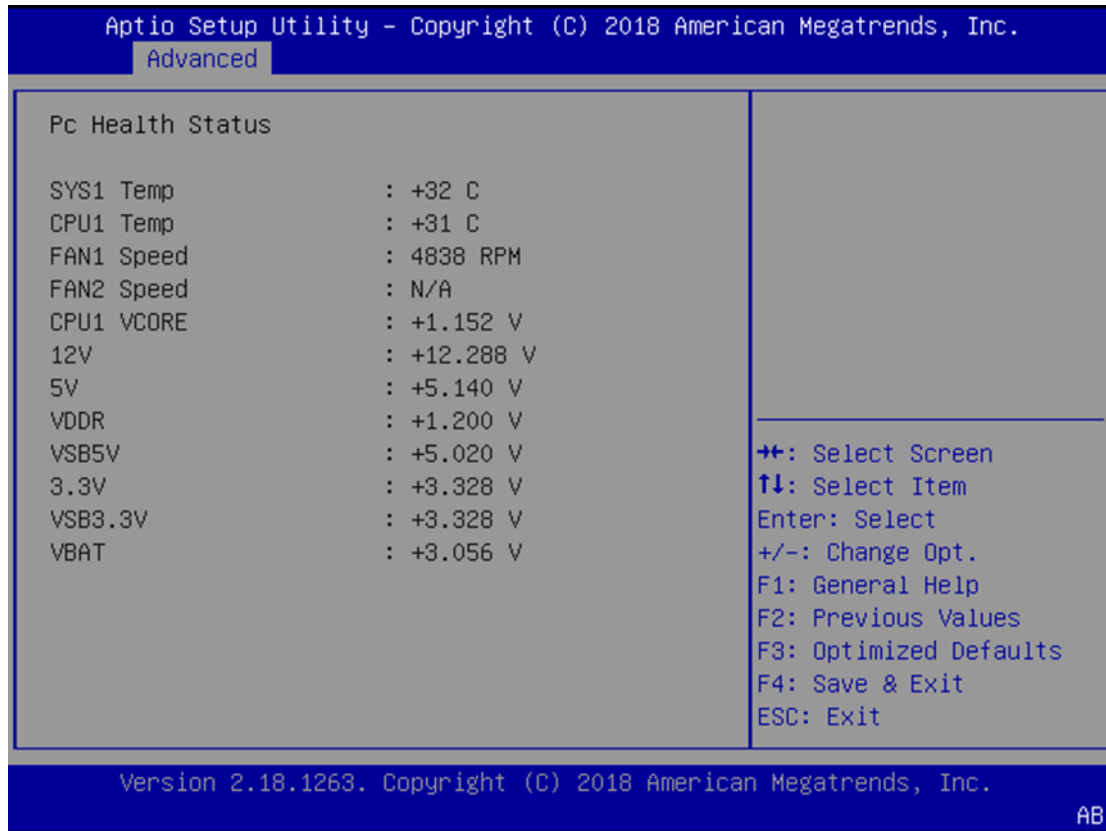 Aptio Setup Utility – Copyright (C) 2018 American Megatrends, Inc.
Advanced
Pc Health Status
SYS1 Temp : +32 C
CPU1 Temp : +31 C
FAN1 Speed : 4838 RPM
FAN2 Speed : N/A
CPU1 VCORE : +1.152 V
12V : +12.288 V
5V : +5.140 V
VDDR : +1.200 V
VSB5V : +5.020 V
3.3V : +3.328 V
VSB3.3V : +3.328 V
VBAT : +3.056 V
→←: Select Screen
↑↓: Select Item
Enter: Select
+/-: Change Opt.
F1: General Help
F2: Previous Values
F3: Optimized Defaults
F4: Save & Exit
ESC: Exit
Version 2.18.1263. Copyright (C) 2018 American Megatrends, Inc.
AB